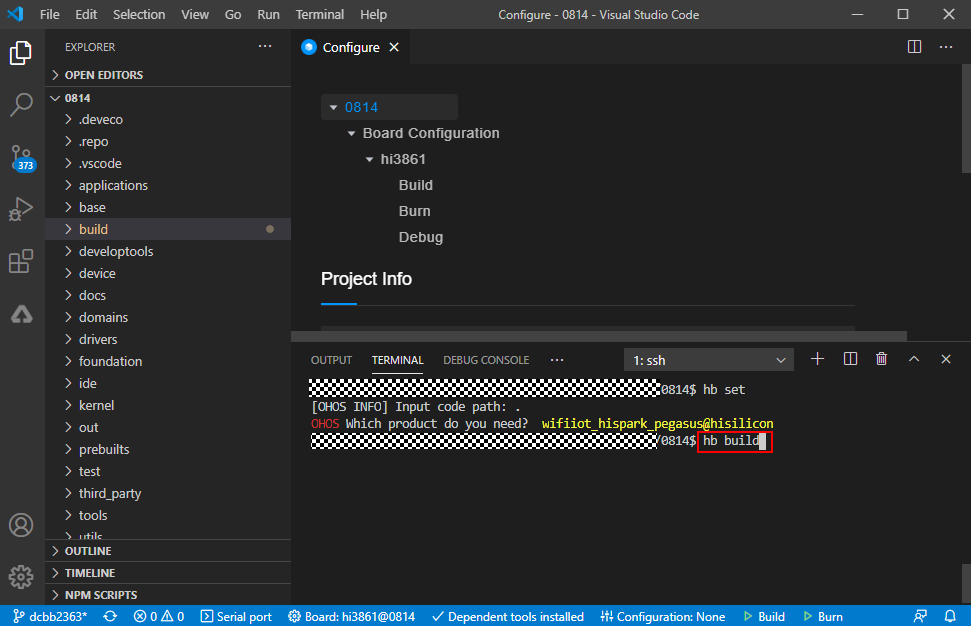 File Edit Selection View Go Run Terminal Help Configure - 0814 - Visual Studio Code
EXPLORER
OPEN EDITORS
0814
.deveco
.repo
.vscode
applications
base
build
developtools
device
docs
domains
drivers
foundation
ide
kernel
out
prebuilts
test
third_party
tools
utils
OUTLINE
TIMELINE
NPM SCRIPTS
373
Configure
0814
Board Configuration
hi3861
Build
Burn
Debug
Project Info
OUTPUT TERMINAL DEBUG CONSOLE ··· 1: ssh
0814$ hb set
[OHOS INFO] Input code path: .
OHOS Which product do you need? wifiiot_hispark_pegasus@hisilicon
/0814$ hb build
dcbb2363* 0 0 Serial port Board: hi3861@0814 Dependent tools installed Configuration: None Build Burn